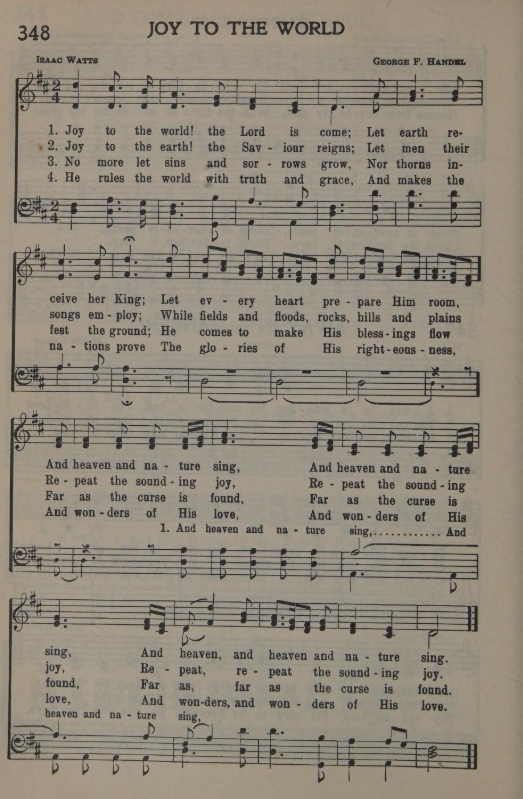 348
JOY TO THE WORLD
ISAAC WATTS
GEORGE F. HANDEL
1. Joy to the world! the Lord is come; Let earth re-
2. Joy to the earth! the Sav - iour reigns; Let men their
3. No more let sins and sor - rows grow, Nor thorns in-
4. He rules the world with truth and grace, And makes the
ceive her King; Let ev - ery heart pre - pare Him room,
songs em - ploy; While fields and floods, rocks, hills and plains
fest the ground; He comes to make His bless - ings flow
na - tions prove The glo - ries of His right - eous - ness,
And heaven and na - ture sing, And heaven and na - ture
Re - peat the sound - ing joy, Re - peat the sound - ing
Far as the curse is found, Far as the curse is
And won - ders of His love, And won - ders of His
1. And heaven and na - ture sing,............ And
sing, And heaven, and heaven and na - ture sing.
joy, Re - peat, re - peat the sound - ing joy.
found, Far as, far as the curse is found.
love, And won-ders, and won - ders of His love.
heaven and na - ture sing,